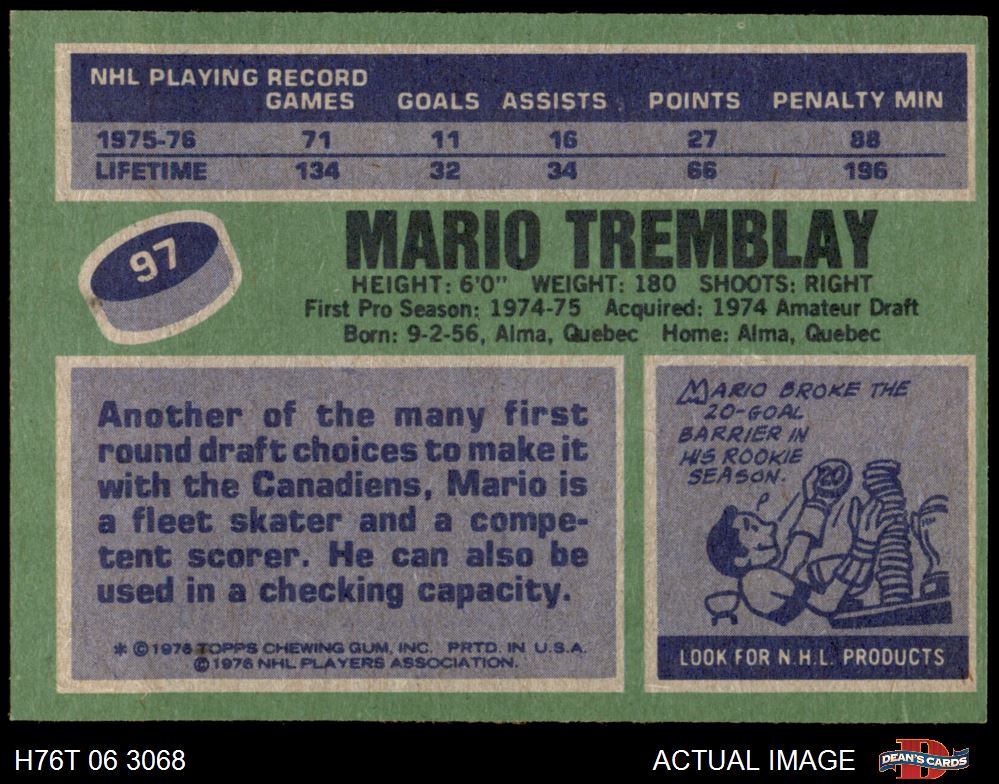 NHL PLAYING RECORD
GAMES GOALS ASSISTS POINTS PENALTY MIN
1975-76 71 11 16 27 88
LIFETIME 134 32 34 66 196
97
MARIO TREMBLAY
HEIGHT: 6'0" WEIGHT: 180 SHOOTS: RIGHT
First Pro Season: 1974-75 Acquired: 1974 Amateur Draft
Born: 9-2-56, Alma, Quebec Home: Alma, Quebec
Another of the many first
round draft choices to make it
with the Canadiens, Mario is
a fleet skater and a compe-
tent scorer. He can also be
used in a checking capacity.
* ©1976 TOPPS CHEWING GUM, INC. PRTD. IN U.S.A.
©1976 NHL PLAYERS ASSOCIATION.
MARIO BROKE THE
20-GOAL
BARRIER IN
HIS ROOKIE
SEASON.
20
LOOK FOR N.H.L. PRODUCTS
H76T 06 3068 ACTUAL IMAGE
DEAN'S CARDS